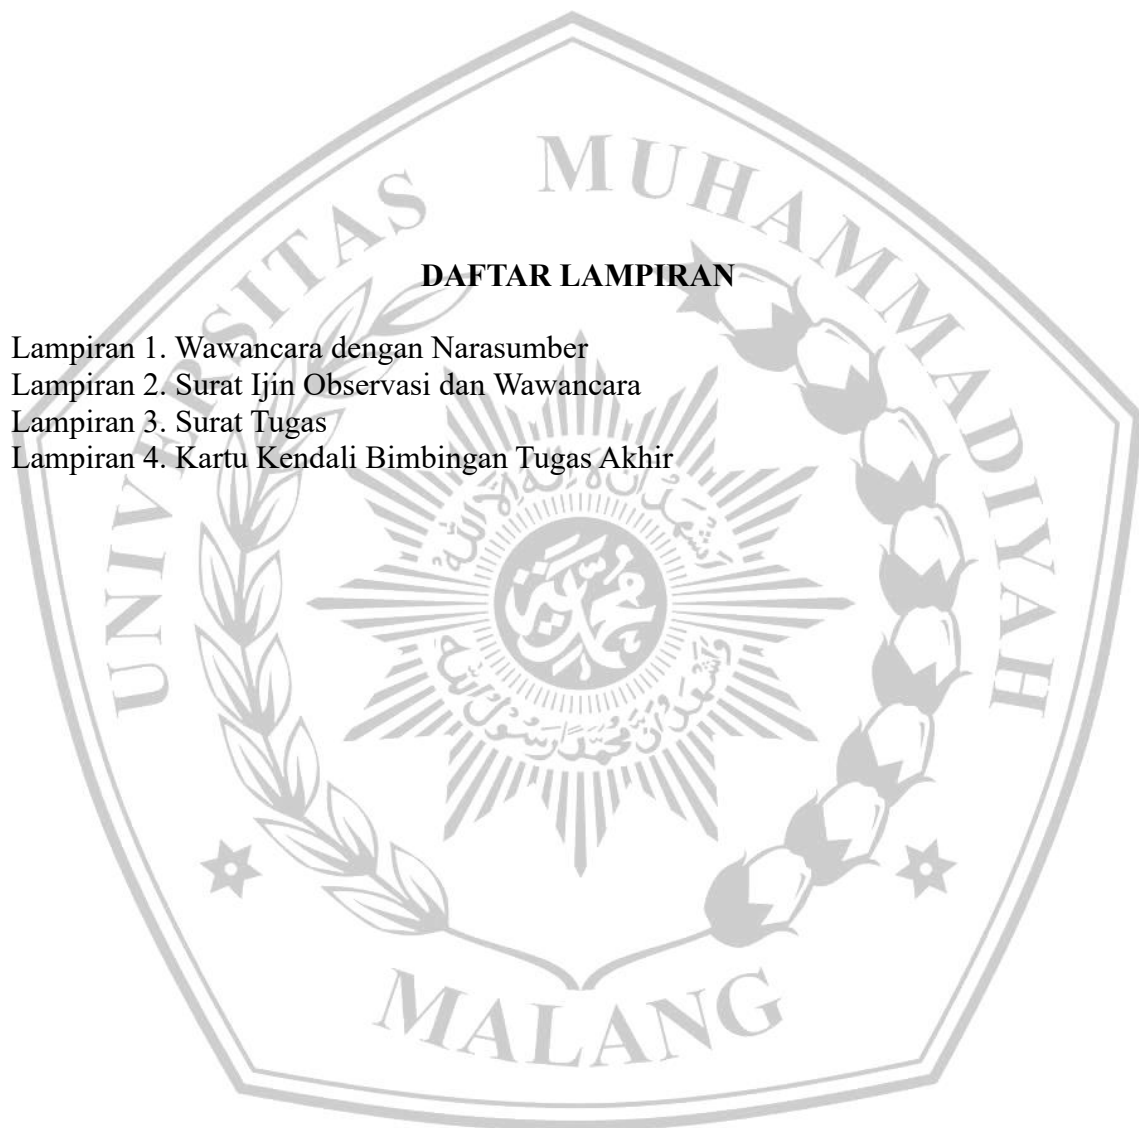 UNIVERSITAS MUHAMMADIYAH
DAFTAR LAMPIRAN
Lampiran 1. Wawancara dengan Narasumber
Lampiran 2. Surat Ijin Observasi dan Wawancara
Lampiran 3. Surat Tugas
Lampiran 4. Kartu Kendali Bimbingan Tugas Akhir
MALANG